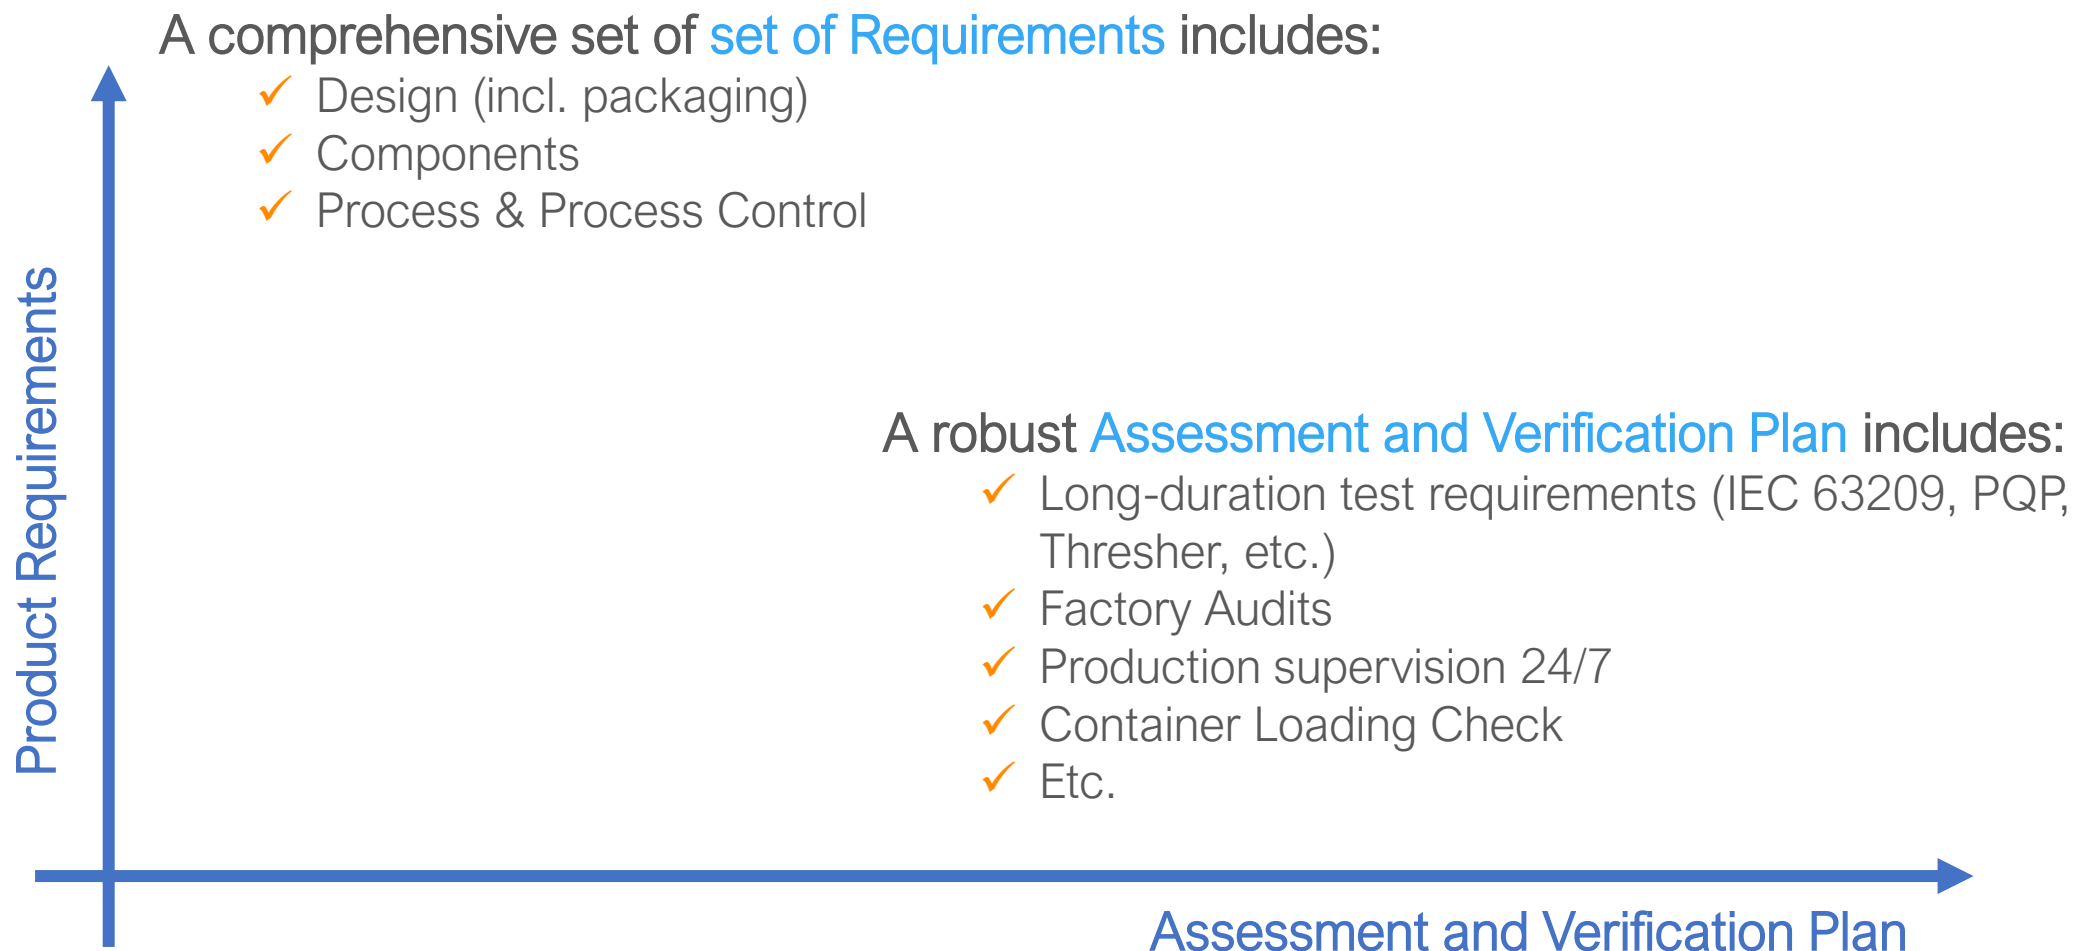 A comprehensive set of set of Requirements includes:
Design (incl. packaging)
Components
Process & Process Control
Product Requirements
A robust Assessment and Verification Plan includes:
Long-duration test requirements (IEC 63209, PQP,
Thresher, etc.)
Factory Audits
Production supervision 24/7
Container Loading Check
Etc.
Assessment and Verification Plan